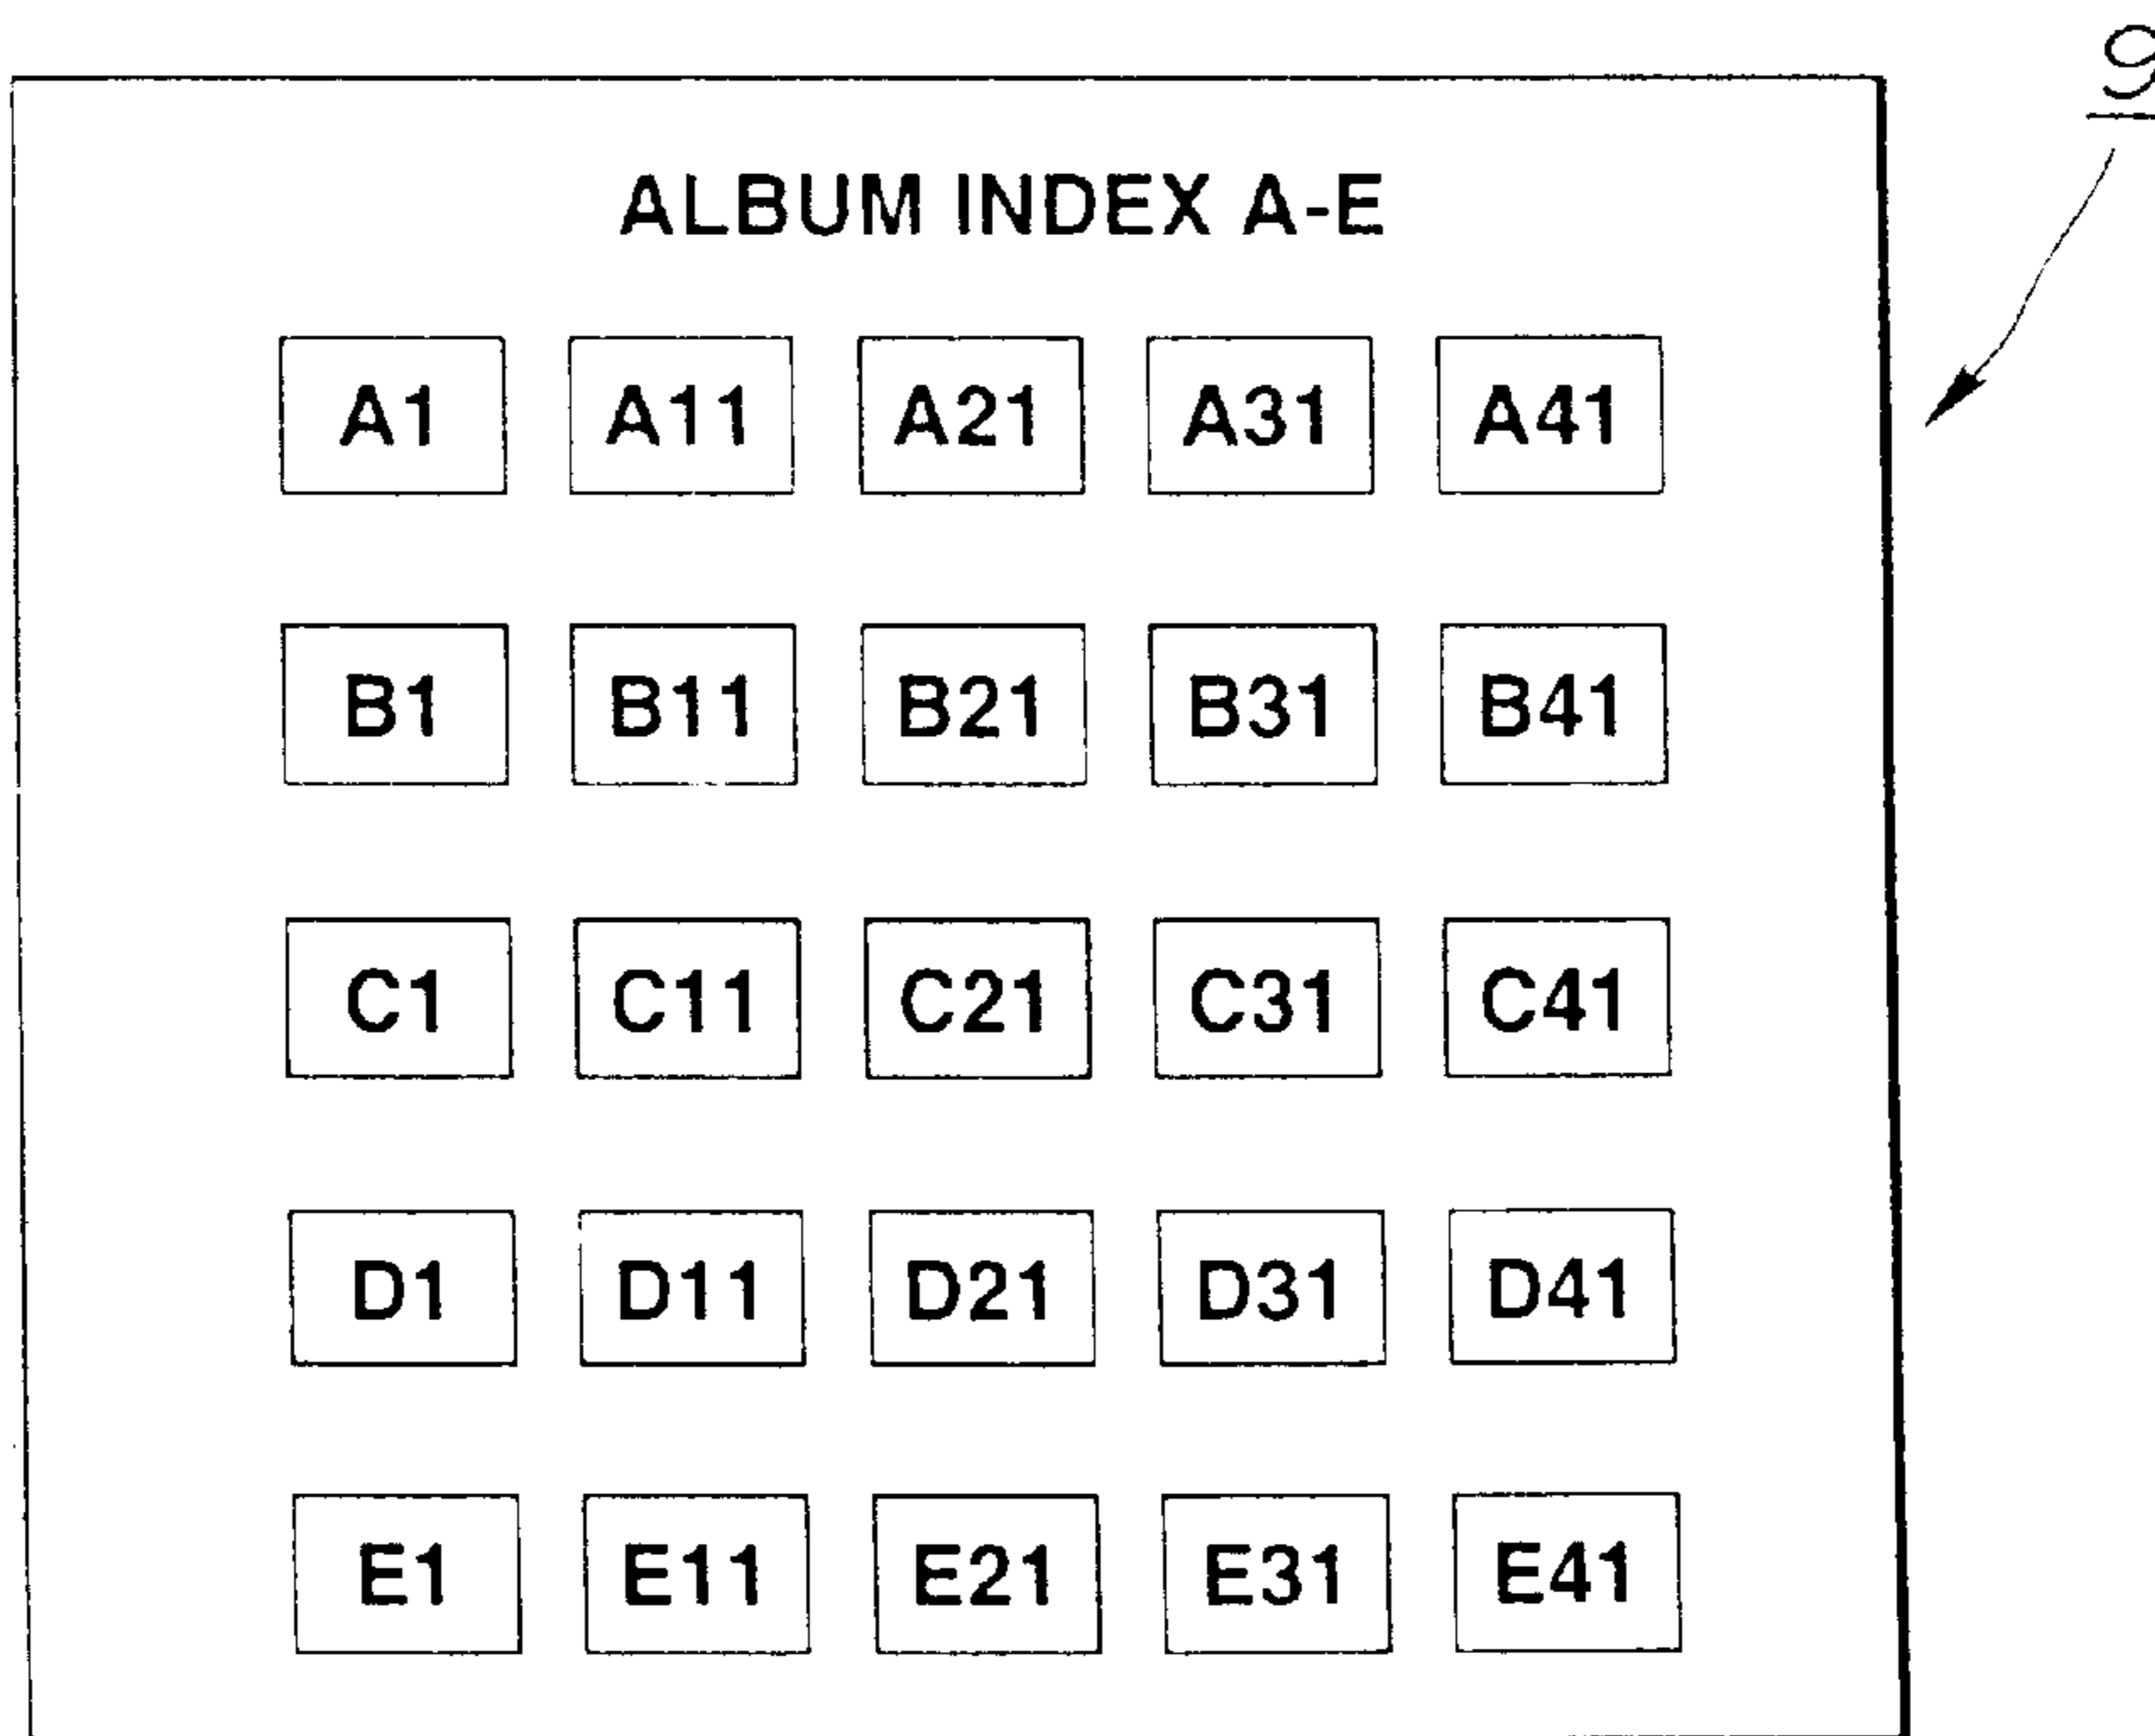 ALBUM INDEX A-E
A1 A11 A21 A31 A41
B1 B11 B21 B31 B41
C1 C11 C21 C31 C41
D1 D11 D21 D31 D41
E1 E11 E21 E31 E41